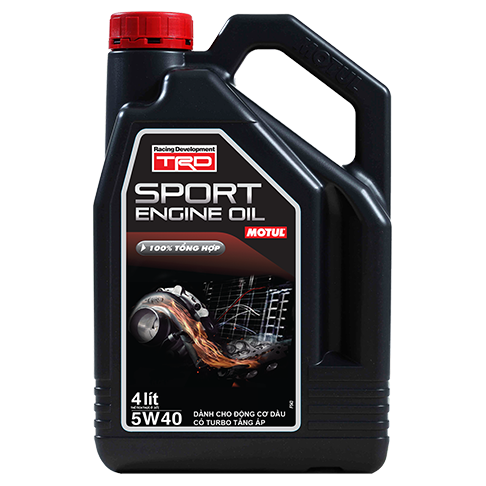 MOTUL
Racing Development
TRD
SPORT
ENGINE OIL
MOTUL
100% TỔNG HỢP
4 lít
5W40
DÀNH CHO ĐỘNG CƠ DẦU
CÓ TURBO TĂNG ÁP